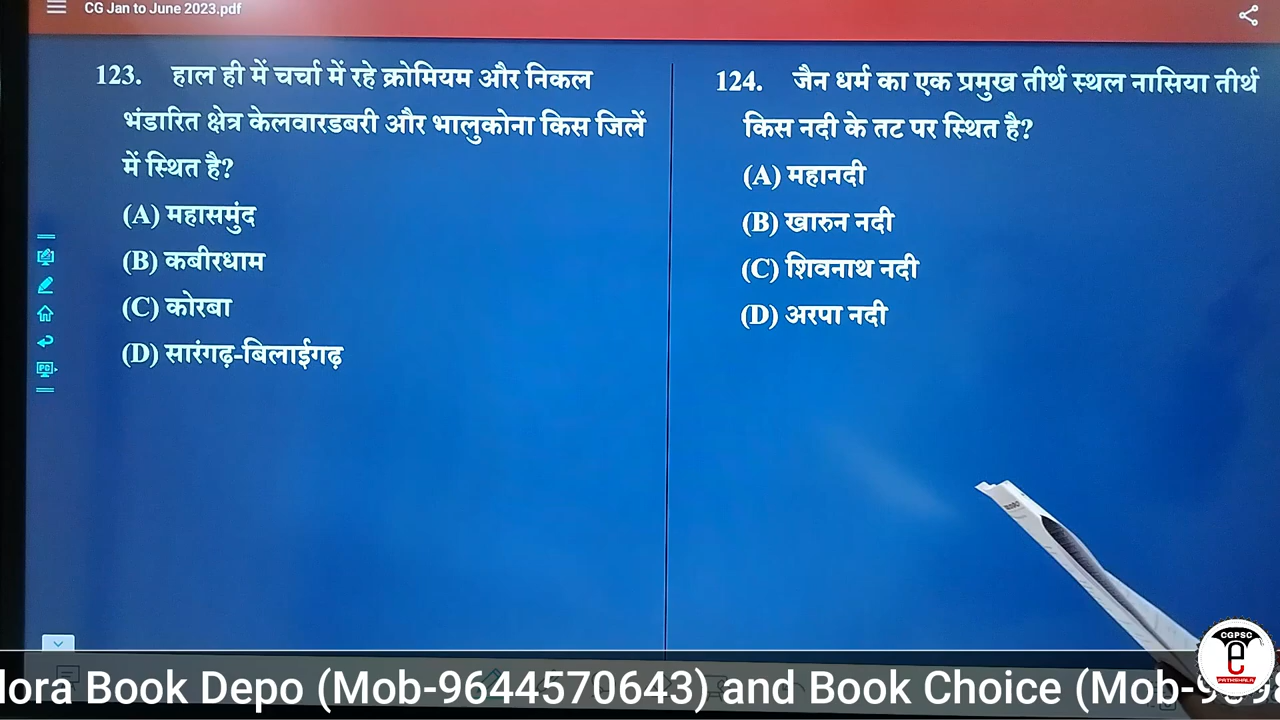 CG Jan to June 2023.pdf
123. हाल ही में चर्चा में रहे क्रोमियम और निकल
भंडारित क्षेत्र केलवारडबरी और भालुकोना किस जिलें
में स्थित है?
(A) महासमुंद
(B) कबीरधाम
(C) कोरबा
(D) सारंगढ़-बिलाईगढ़
124. जैन धर्म का एक प्रमुख तीर्थ स्थल नासिया तीर्थ
किस नदी के तट पर स्थित है?
(A) महानदी
(B) खारुन नदी
(C) शिवनाथ नदी
(D) अरपा नदी
PC
CGPSC
e
PATHSHALA
lora Book Depo (Mob-9644570643) and Book Choice (Mob-